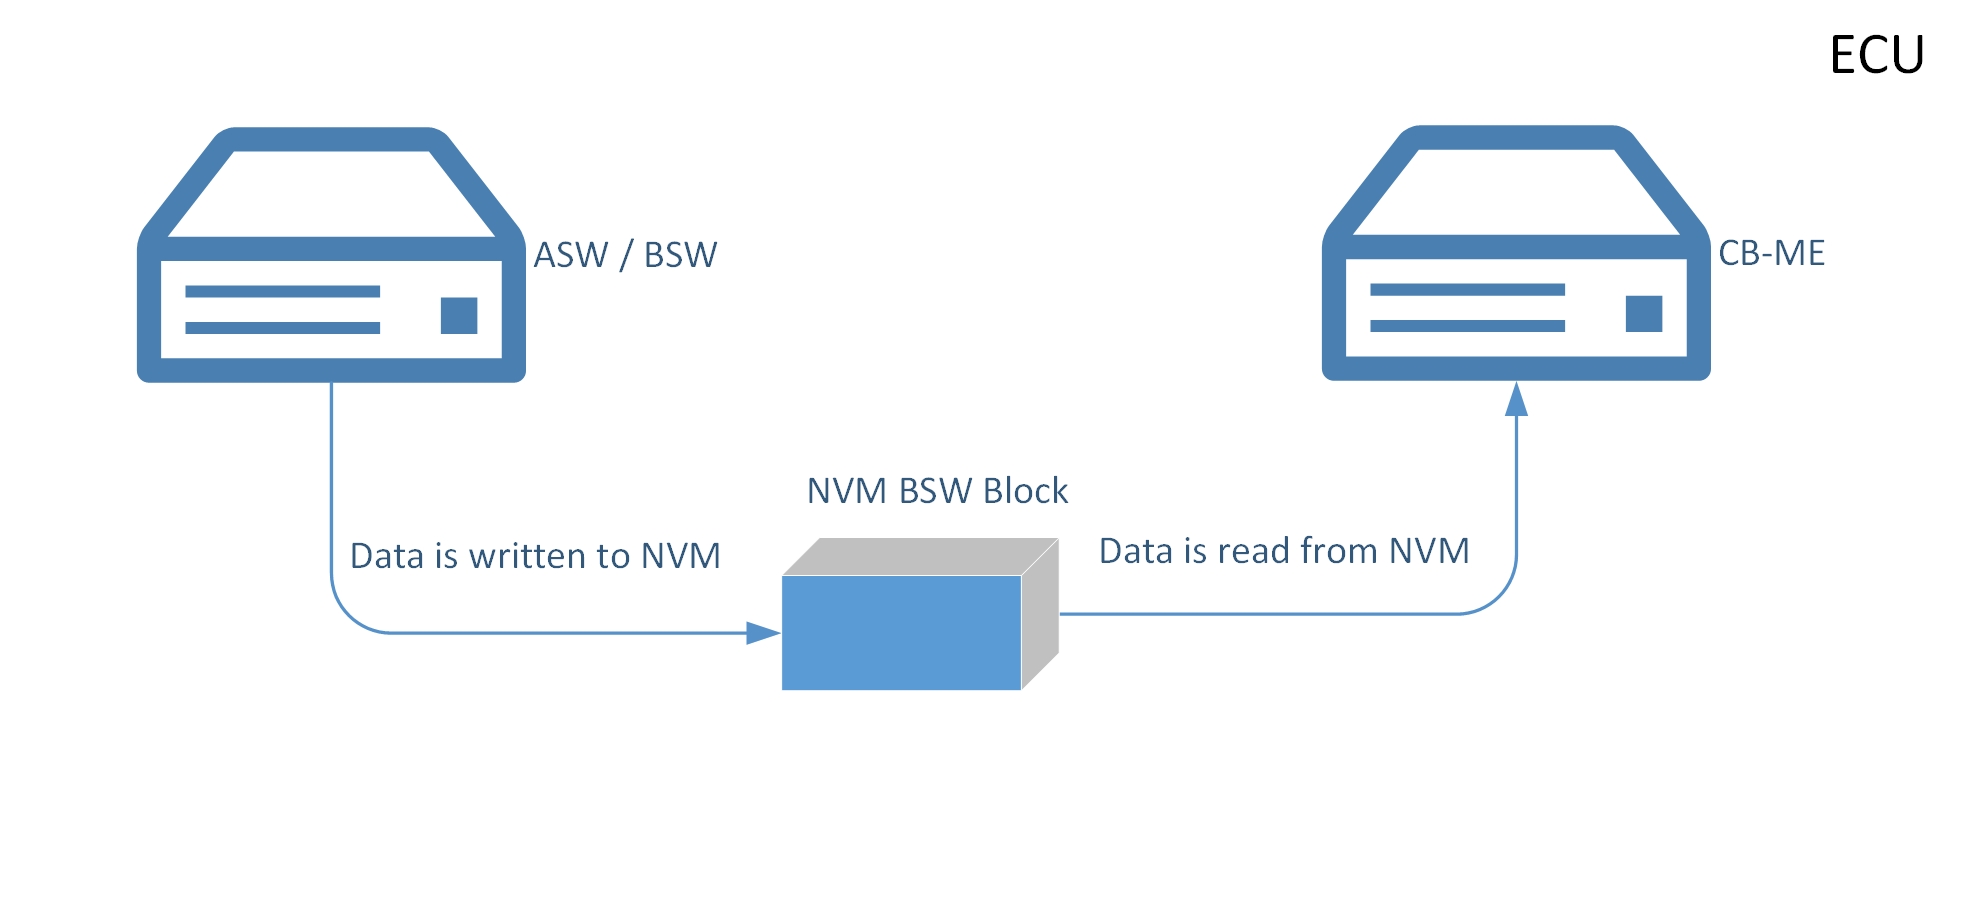 ECU
ASW / BSW
CB-ME
NVM BSW Block
Data is written to NVM
Data is read from NVM